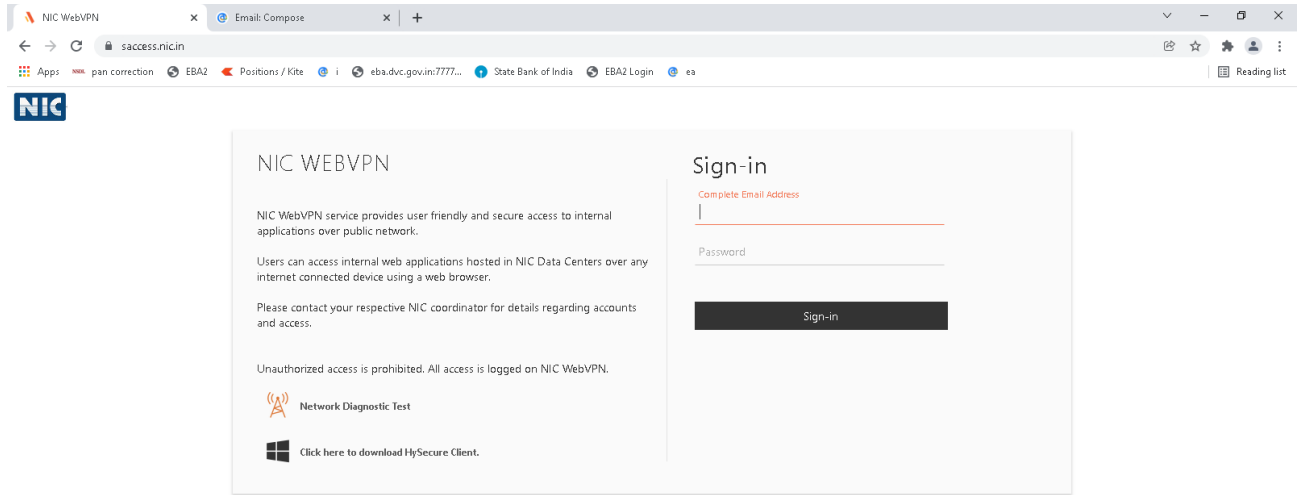 NIC WebVPN
Email: Compose
saccess.nic.in
Apps pan correction EBA2 Positions / Kite i eba.dvc.gov.in:7777... State Bank of India EBA2 Login ea Reading list
NIC
NIC WEBVPN
NIC WebVPN service provides user friendly and secure access to internal
applications over public network.
Users can access internal web applications hosted in NIC Data Centers over any
internet connected device using a web browser.
Please contact your respective NIC coordinator for details regarding accounts
and access.
Unauthorized access is prohibited. All access is logged on NIC WebVPN.
Network Diagnostic Test
Click here to download HySecure Client.
Sign-in
Complete Email Address
Password
Sign-in